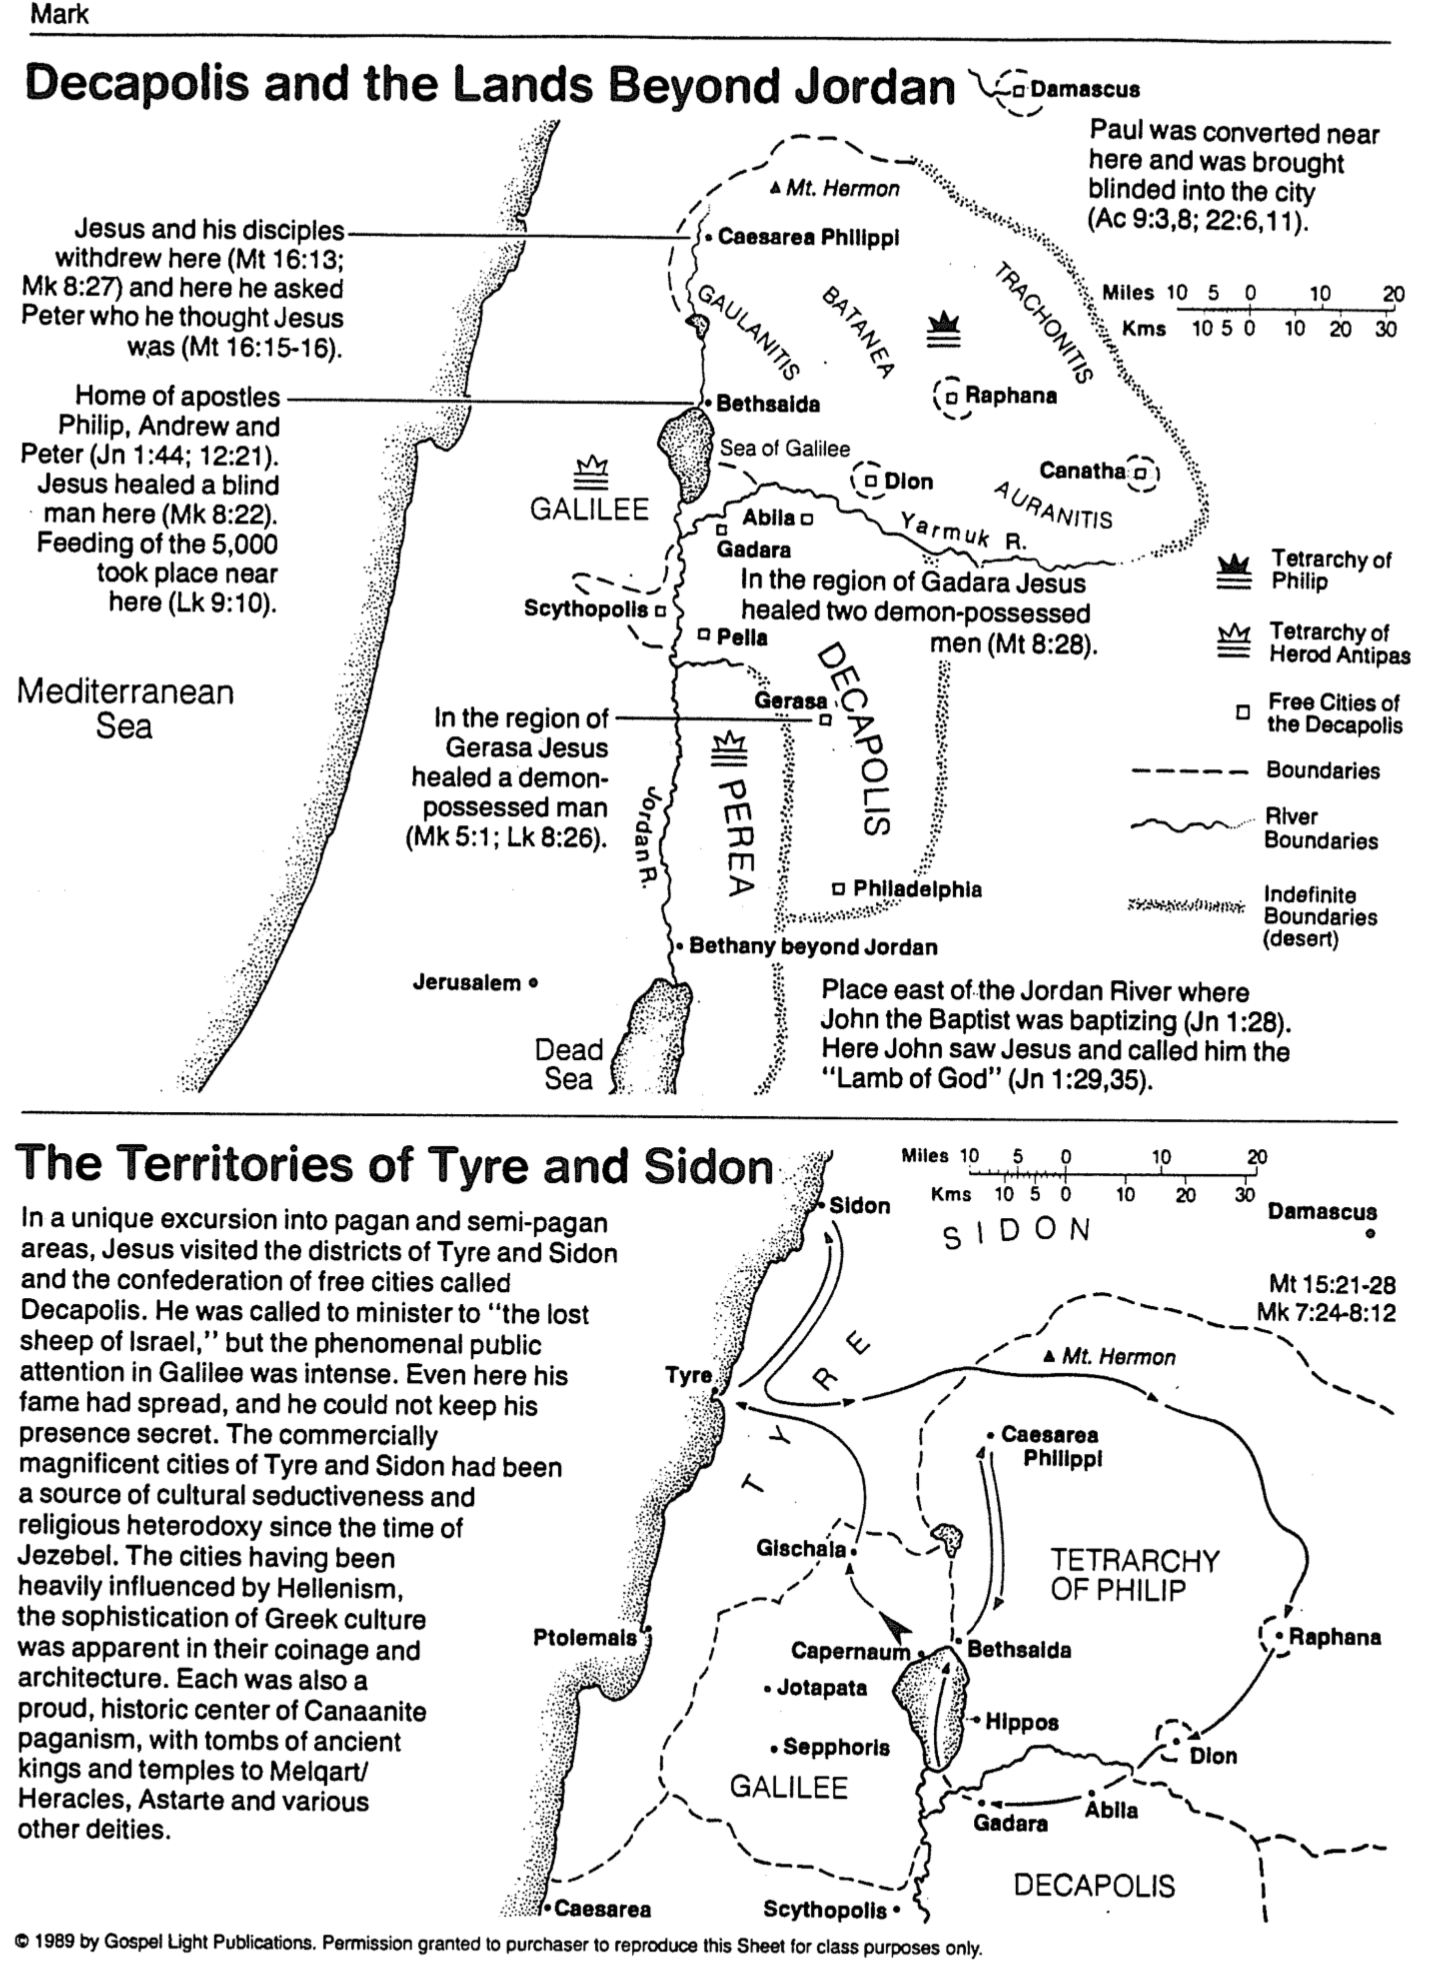 Mark
Decapolis and the Lands Beyond Jordan
Damascus
Paul was converted near
here and was brought
blinded into the city
(Ac 9:3,8; 22:6,11).
Mt. Hermon
Jesus and his disciples
withdrew here (Mt 16:13;
Mk 8:27) and here he asked
Peter who he thought Jesus
was (Mt 16:15-16).
Caesarea Philippi
GAULANITIS
BATANEA
TRACHONITIS
Miles 10 5 0 10 20
Kms 10 5 0 10 20 30
Home of apostles
Philip, Andrew and
Peter (Jn 1:44; 12:21).
Jesus healed a blind
man here (Mk 8:22).
Feeding of the 5,000
took place near
here (Lk 9:10).
Bethsaida
Raphana
Sea of Galilee
Dion
Canatha
AURANITIS
GALILEE
Abila
Yarmuk R.
Gadara
In the region of Gadara Jesus
healed two demon-possessed
men (Mt 8:28).
Scythopolis
Pella
DECAPOLIS
Tetrarchy of
Philip
Tetrarchy of
Herod Antipas
Free Cities of
the Decapolis
Boundaries
River
Boundaries
Indefinite
Boundaries
(desert)
Mediterranean
Sea
Gerasa
In the region of
Gerasa Jesus
healed a demon-
possessed man
(Mk 5:1; Lk 8:26).
Jordan R.
PEREA
Philadelphia
Bethany beyond Jordan
Jerusalem
Place east of the Jordan River where
John the Baptist was baptizing (Jn 1:28).
Here John saw Jesus and called him the
"Lamb of God" (Jn 1:29,35).
Dead
Sea
The Territories of Tyre and Sidon
In a unique excursion into pagan and semi-pagan
areas, Jesus visited the districts of Tyre and Sidon
and the confederation of free cities called
Decapolis. He was called to minister to "the lost
sheep of Israel," but the phenomenal public
attention in Galilee was intense. Even here his
fame had spread, and he could not keep his
presence secret. The commercially
magnificent cities of Tyre and Sidon had been
a source of cultural seductiveness and
religious heterodoxy since the time of
Jezebel. The cities having been
heavily influenced by Hellenism,
the sophistication of Greek culture
was apparent in their coinage and
architecture. Each was also a
proud, historic center of Canaanite
paganism, with tombs of ancient
kings and temples to Melqart/
Heracles, Astarte and various
other deities.
Miles 10 5 0 10 20
Kms 10 5 0 10 20 30
Sidon
SIDON
Damascus
Mt 15:21-28
Mk 7:24-8:12
Mt. Hermon
Tyre
TYRE
Caesarea
Philippi
Gischala
TETRARCHY
OF PHILIP
Ptolemais
Capernaum
Bethsaida
Raphana
Jotapata
Hippos
Sepphoris
Dion
GALILEE
Gadara
Abila
DECAPOLIS
Caesarea
Scythopolis
© 1989 by Gospel Light Publications. Permission granted to purchaser to reproduce this Sheet for class purposes only.